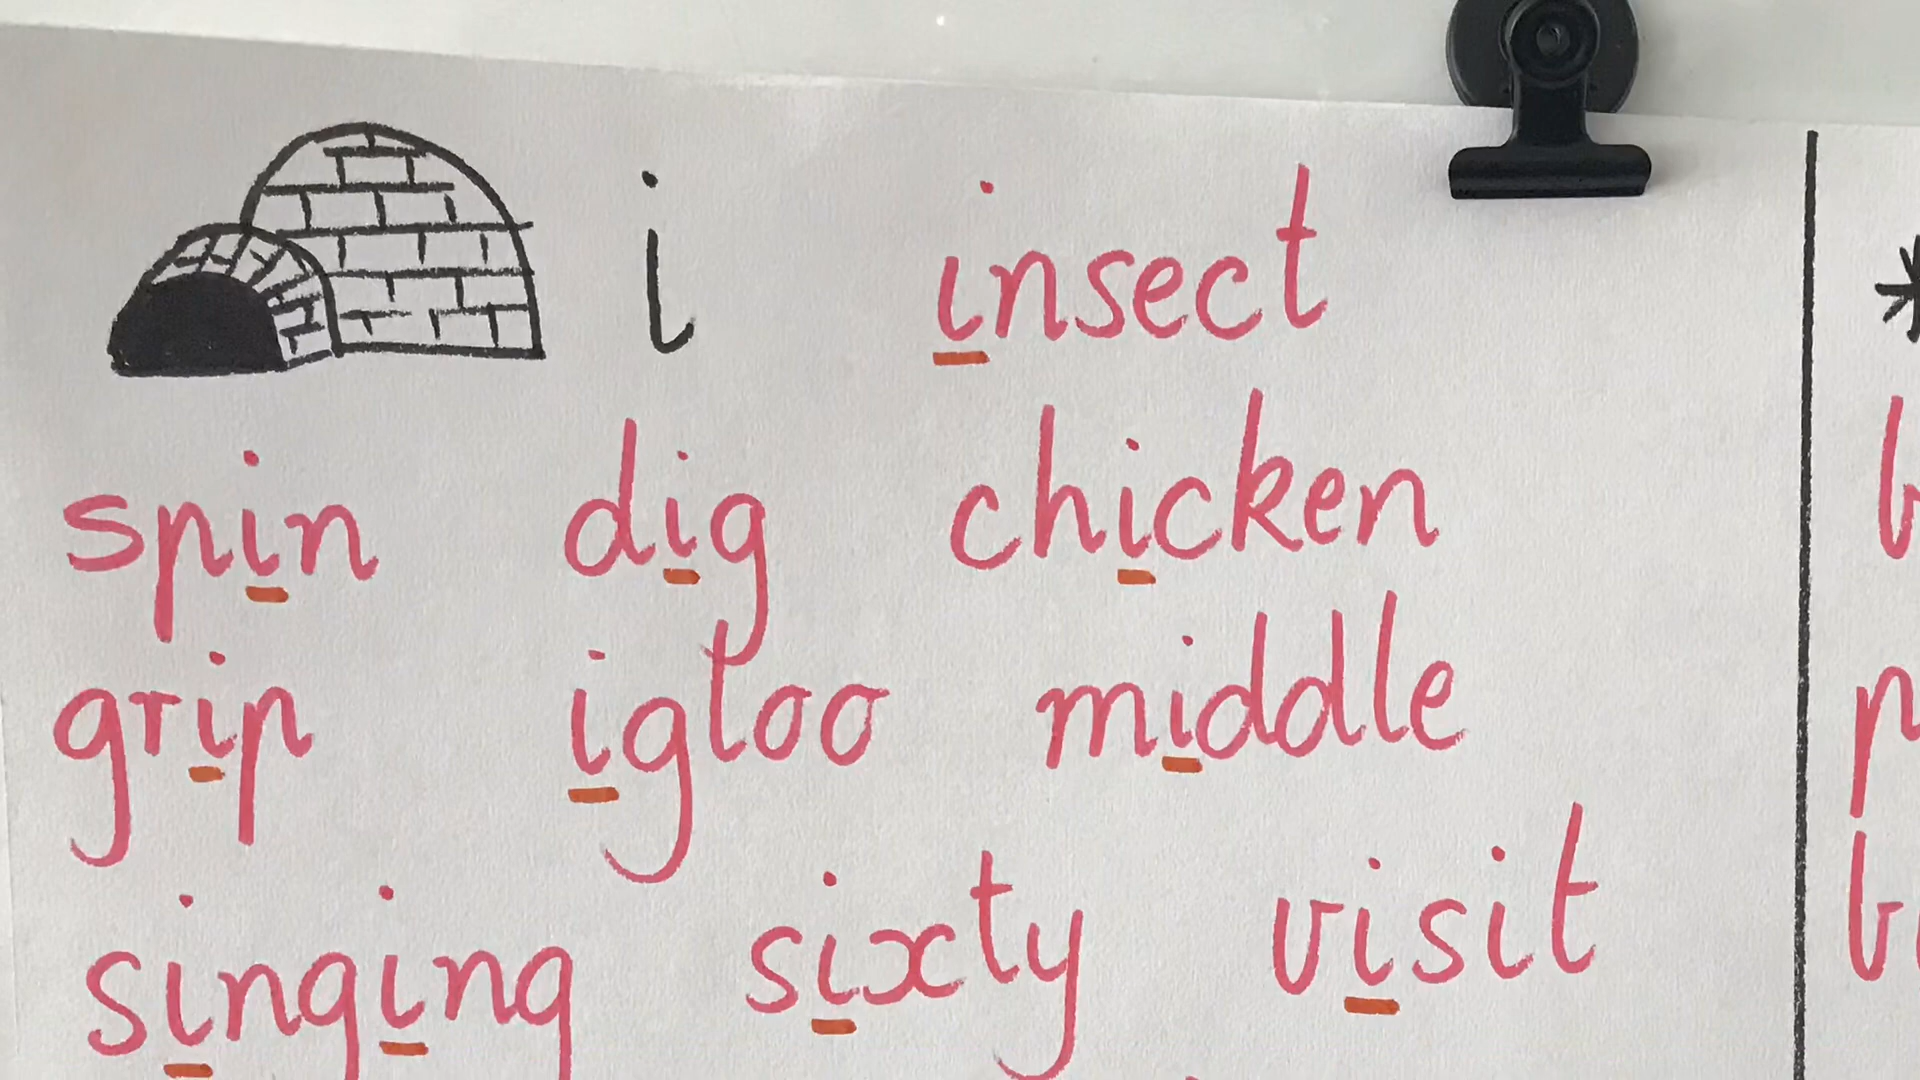 i insect
spin dig chicken
grip igloo middle
singing sixty visit